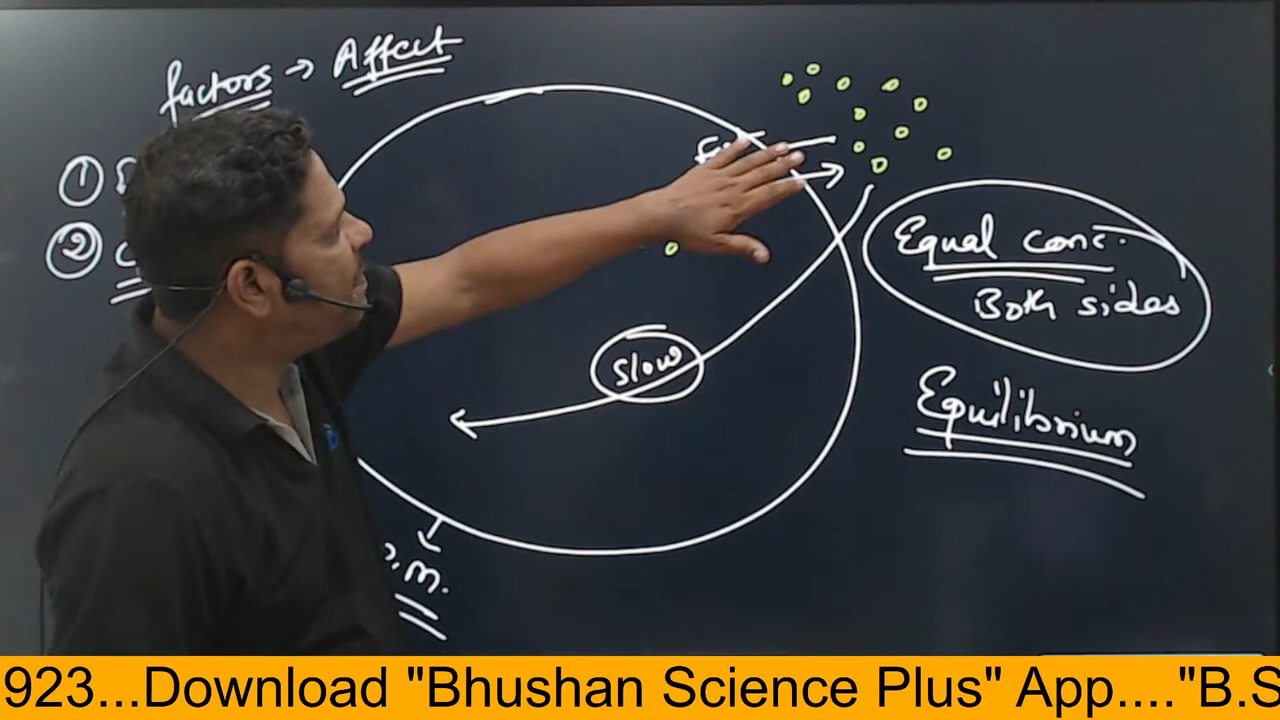 factors → Affect
①
②
Equal conc.
Both sides
slow
Equilibrium
.m.
923...Download "Bhushan Science Plus" App...."B.S